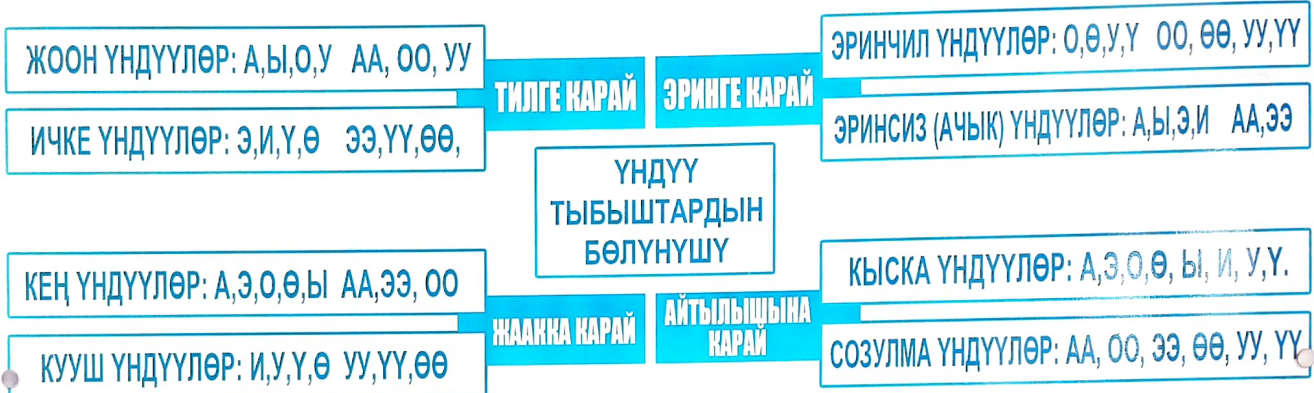 ЖООН ҮНДҮҮЛӨР: А,Ы,О,У АА, ОО, УУ
ИЧКЕ ҮНДҮҮЛӨР: Э,И,Ү,Ө ЭЭ,ҮҮ,ӨӨ,
ТИЛГЕ КАРАЙ
ЭРИНГЕ КАРАЙ
ЭРИНЧИЛ ҮНДҮҮЛӨР: О,Ө,У,Ү ОО, ӨӨ, УУ,ҮҮ
ЭРИНСИЗ (АЧЫК) ҮНДҮҮЛӨР: А,Ы,Э,И АА,ЭЭ
ҮНДҮҮ
ТЫБЫШТАРДЫН
БӨЛҮНҮШҮ
КЕҢ ҮНДҮҮЛӨР: А,Э,О,Ө,Ы АА,ЭЭ, ОО
КУУШ ҮНДҮҮЛӨР: И,У,Ү,Ө УУ,ҮҮ,ӨӨ
ЖААККА КАРАЙ
АЙТЫЛЫШЫНА
КАРАЙ
КЫСКА ҮНДҮҮЛӨР: А,Э,О,Ө, Ы, И, У,Ү.
СОЗУЛМА ҮНДҮҮЛӨР: АА, ОО, ЭЭ, ӨӨ, УУ, ҮҮ